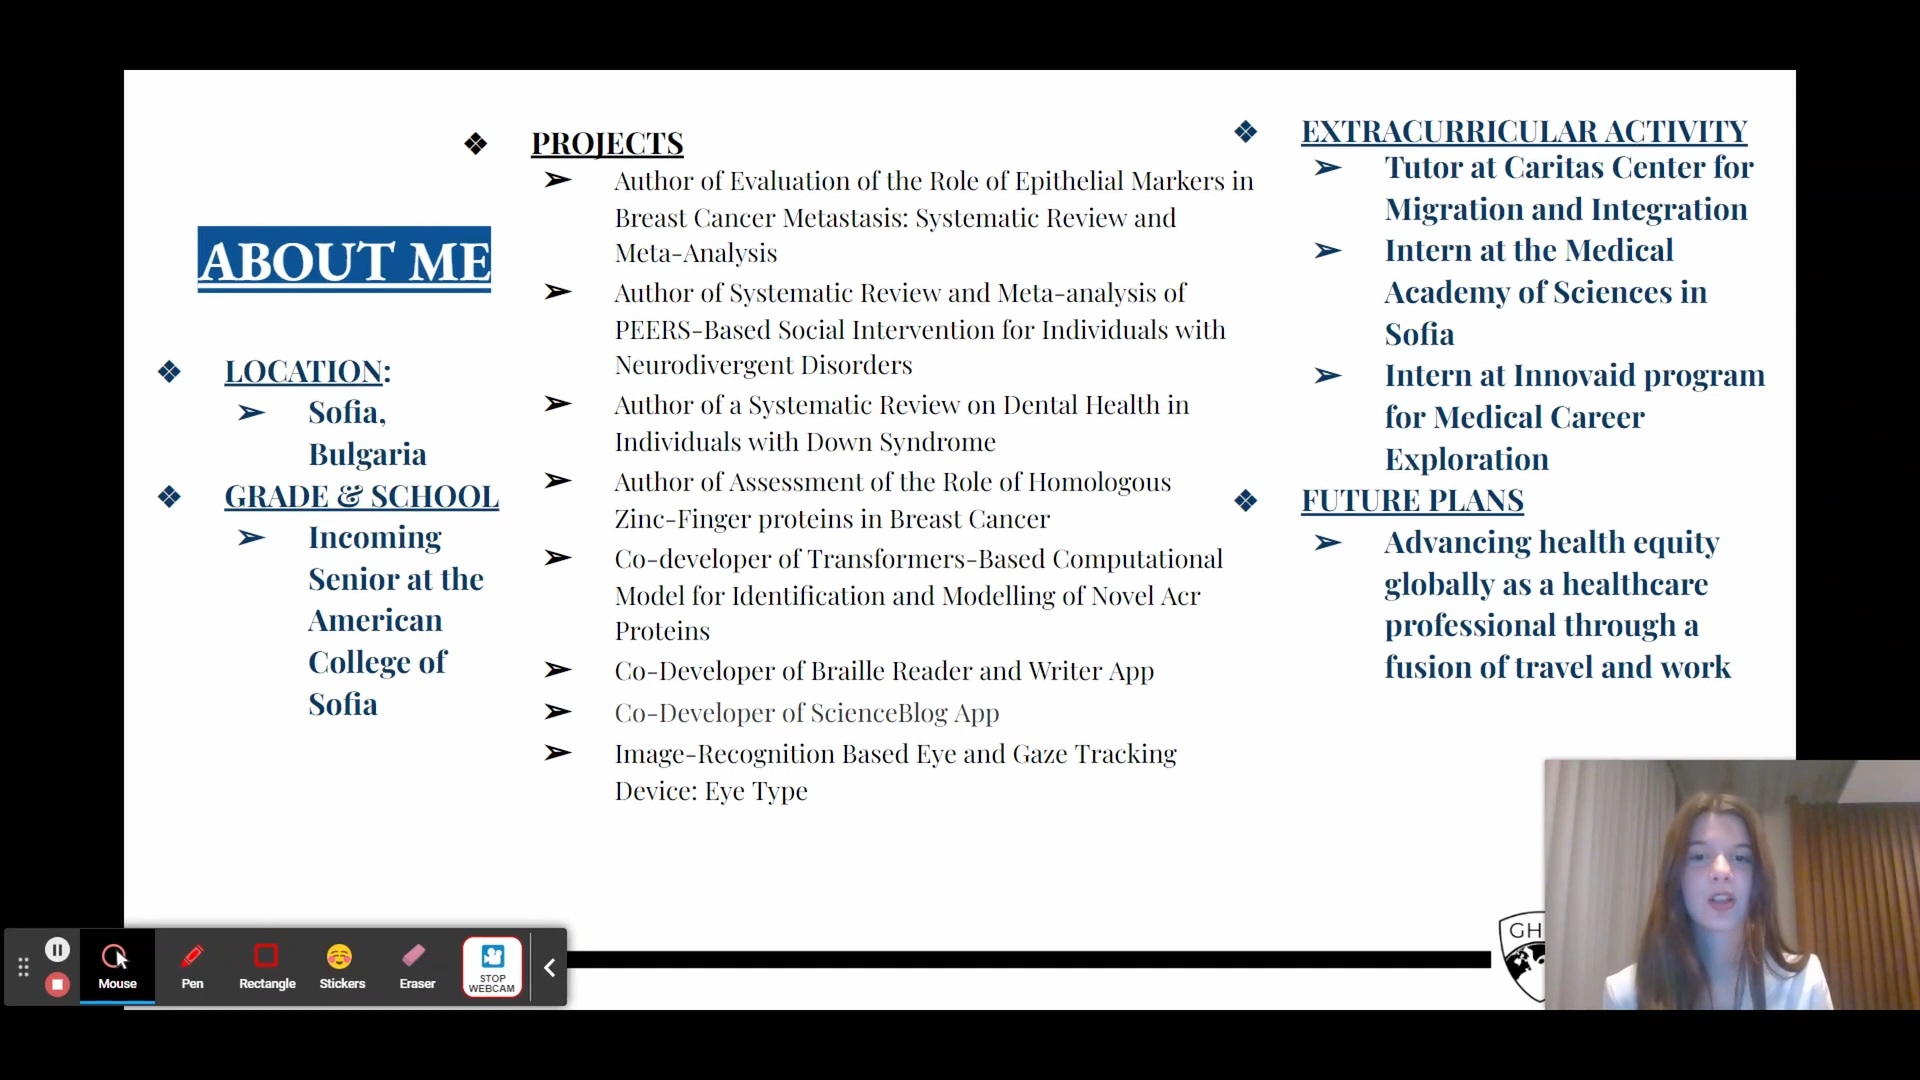 ABOUT ME
LOCATION:
Sofia,
Bulgaria
GRADE & SCHOOL
Incoming
Senior at the
American
College of
Sofia
PROJECTS
Author of Evaluation of the Role of Epithelial Markers in
Breast Cancer Metastasis: Systematic Review and
Meta-Analysis
Author of Systematic Review and Meta-analysis of
PEERS-Based Social Intervention for Individuals with
Neurodivergent Disorders
Author of a Systematic Review on Dental Health in
Individuals with Down Syndrome
Author of Assessment of the Role of Homologous
Zinc-Finger proteins in Breast Cancer
Co-developer of Transformers-Based Computational
Model for Identification and Modelling of Novel Acr
Proteins
Co-Developer of Braille Reader and Writer App
Co-Developer of ScienceBlog App
Image-Recognition Based Eye and Gaze Tracking
Device: Eye Type
EXTRACURRICULAR ACTIVITY
Tutor at Caritas Center for
Migration and Integration
Intern at the Medical
Academy of Sciences in
Sofia
Intern at Innovaid program
for Medical Career
Exploration
FUTURE PLANS
Advancing health equity
globally as a healthcare
professional through a
fusion of travel and work
Mouse
Pen
Rectangle
Stickers
Eraser
STOP
WEBCAM
GH